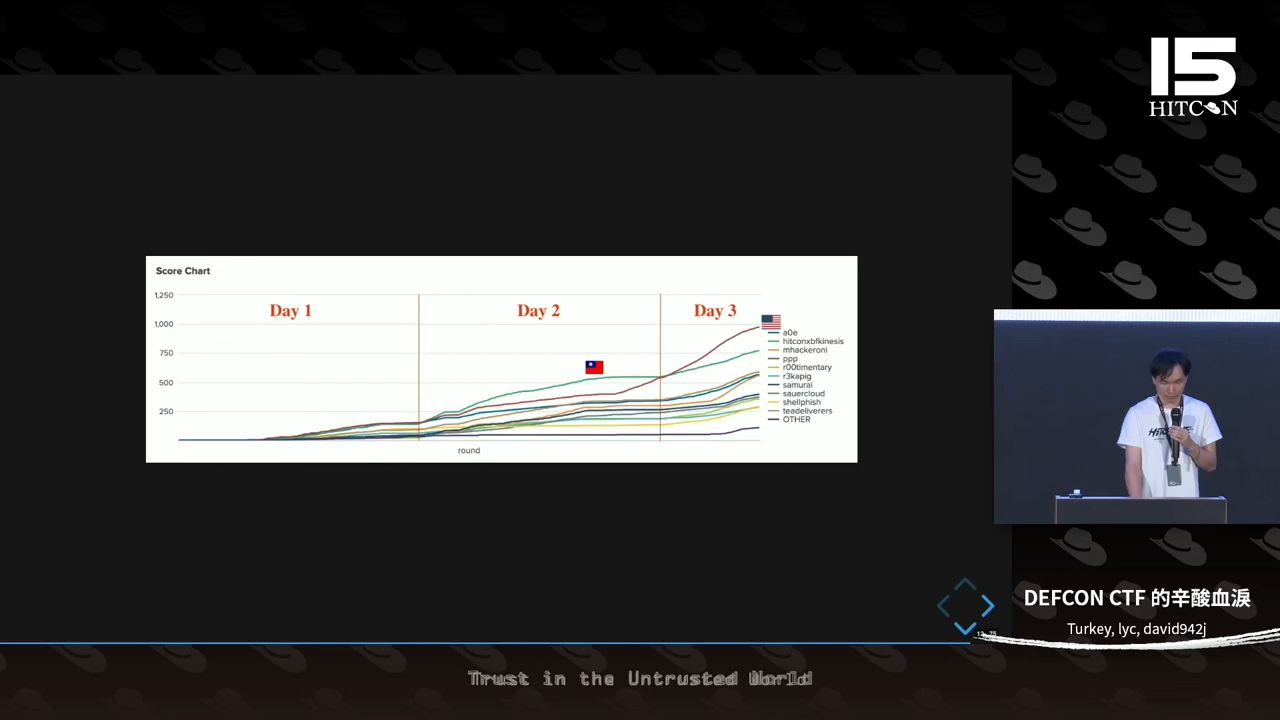 15
HITCON
Score Chart
1,250
1,000
750
500
250
Day 1
Day 2
Day 3
round
a0e
hitconxbfkinesis
mhackeroni
ppp
r00timentary
r3kapig
samurai
sauercloud
shellphish
teadeliverers
OTHER
DEFCON CTF 的辛酸血淚
Turkey, lyc, david942j
Trust in the Untrusted World